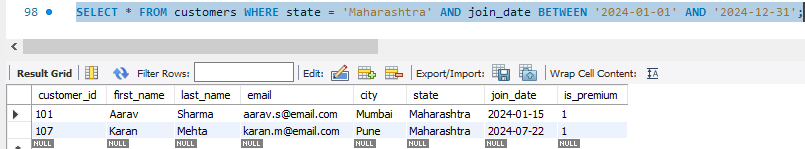 98 SELECT * FROM customers WHERE state = 'Maharashtra' AND join_date BETWEEN '2024-01-01' AND '2024-12-31';
Result Grid Filter Rows: Edit: Export/Import: Wrap Cell Content: IA
customer_id first_name last_name email city state join_date is_premium
101 Aarav Sharma aarav.s@email.com Mumbai Maharashtra 2024-01-15 1
107 Karan Mehta karan.m@email.com Pune Maharashtra 2024-07-22 1
NULL NULL NULL NULL NULL NULL NULL NULL